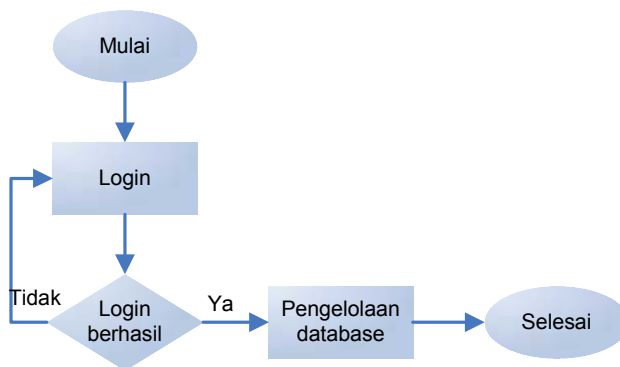 Mulai
Login
Tidak
Login
berhasil
Ya
Pengelolaan
database
Selesai